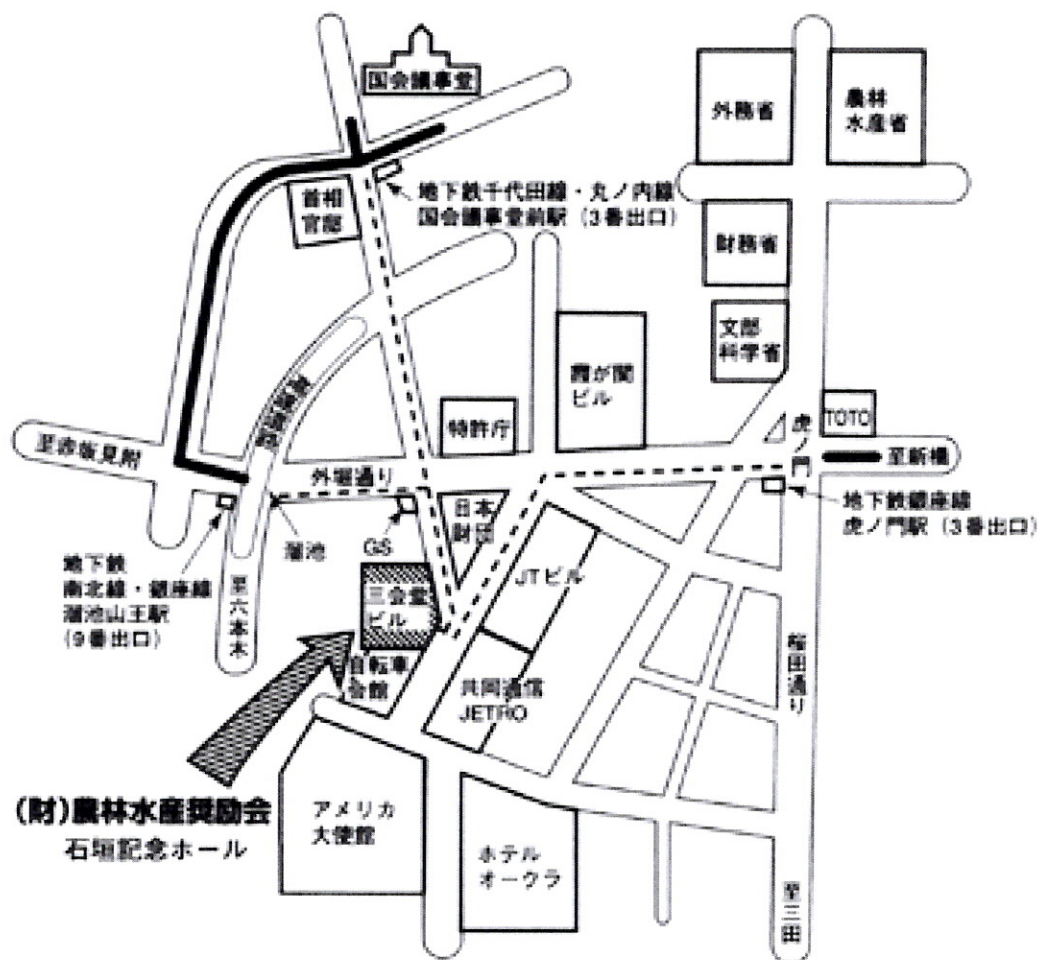 国会議事堂
外務省
農林
水産省
首相
官邸
地下鉄千代田線・丸ノ内線
国会議事堂前駅（3番出口）
財務省
文部
科学省
霞が関
ビル
特許庁
TOTO
虎ノ門
至新橋
至赤坂見附
外堀通り
日本
財団
地下鉄銀座線
虎ノ門駅（3番出口）
溜池
GS
地下鉄
南北線・銀座線
溜池山王駅
(9番出口)
至六本木
三会堂
ビル
JTビル
自転車
会館
共同通信
JETRO
桜田通り
(財)農林水産奨励会
石垣記念ホール
アメリカ
大使館
ホテル
オークラ
至三田